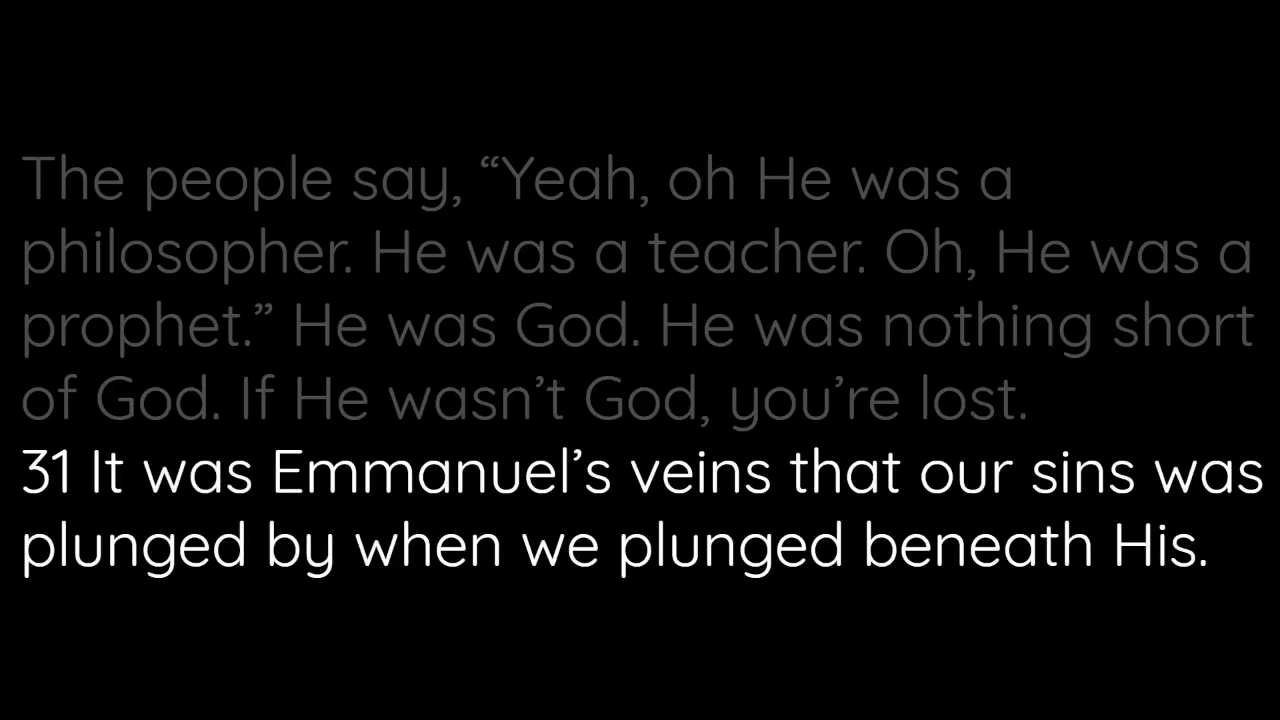 The people say, “Yeah, oh He was a
philosopher. He was a teacher. Oh, He was a
prophet.” He was God. He was nothing short
of God. If He wasn’t God, you’re lost.
31 It was Emmanuel’s veins that our sins was
plunged by when we plunged beneath His.